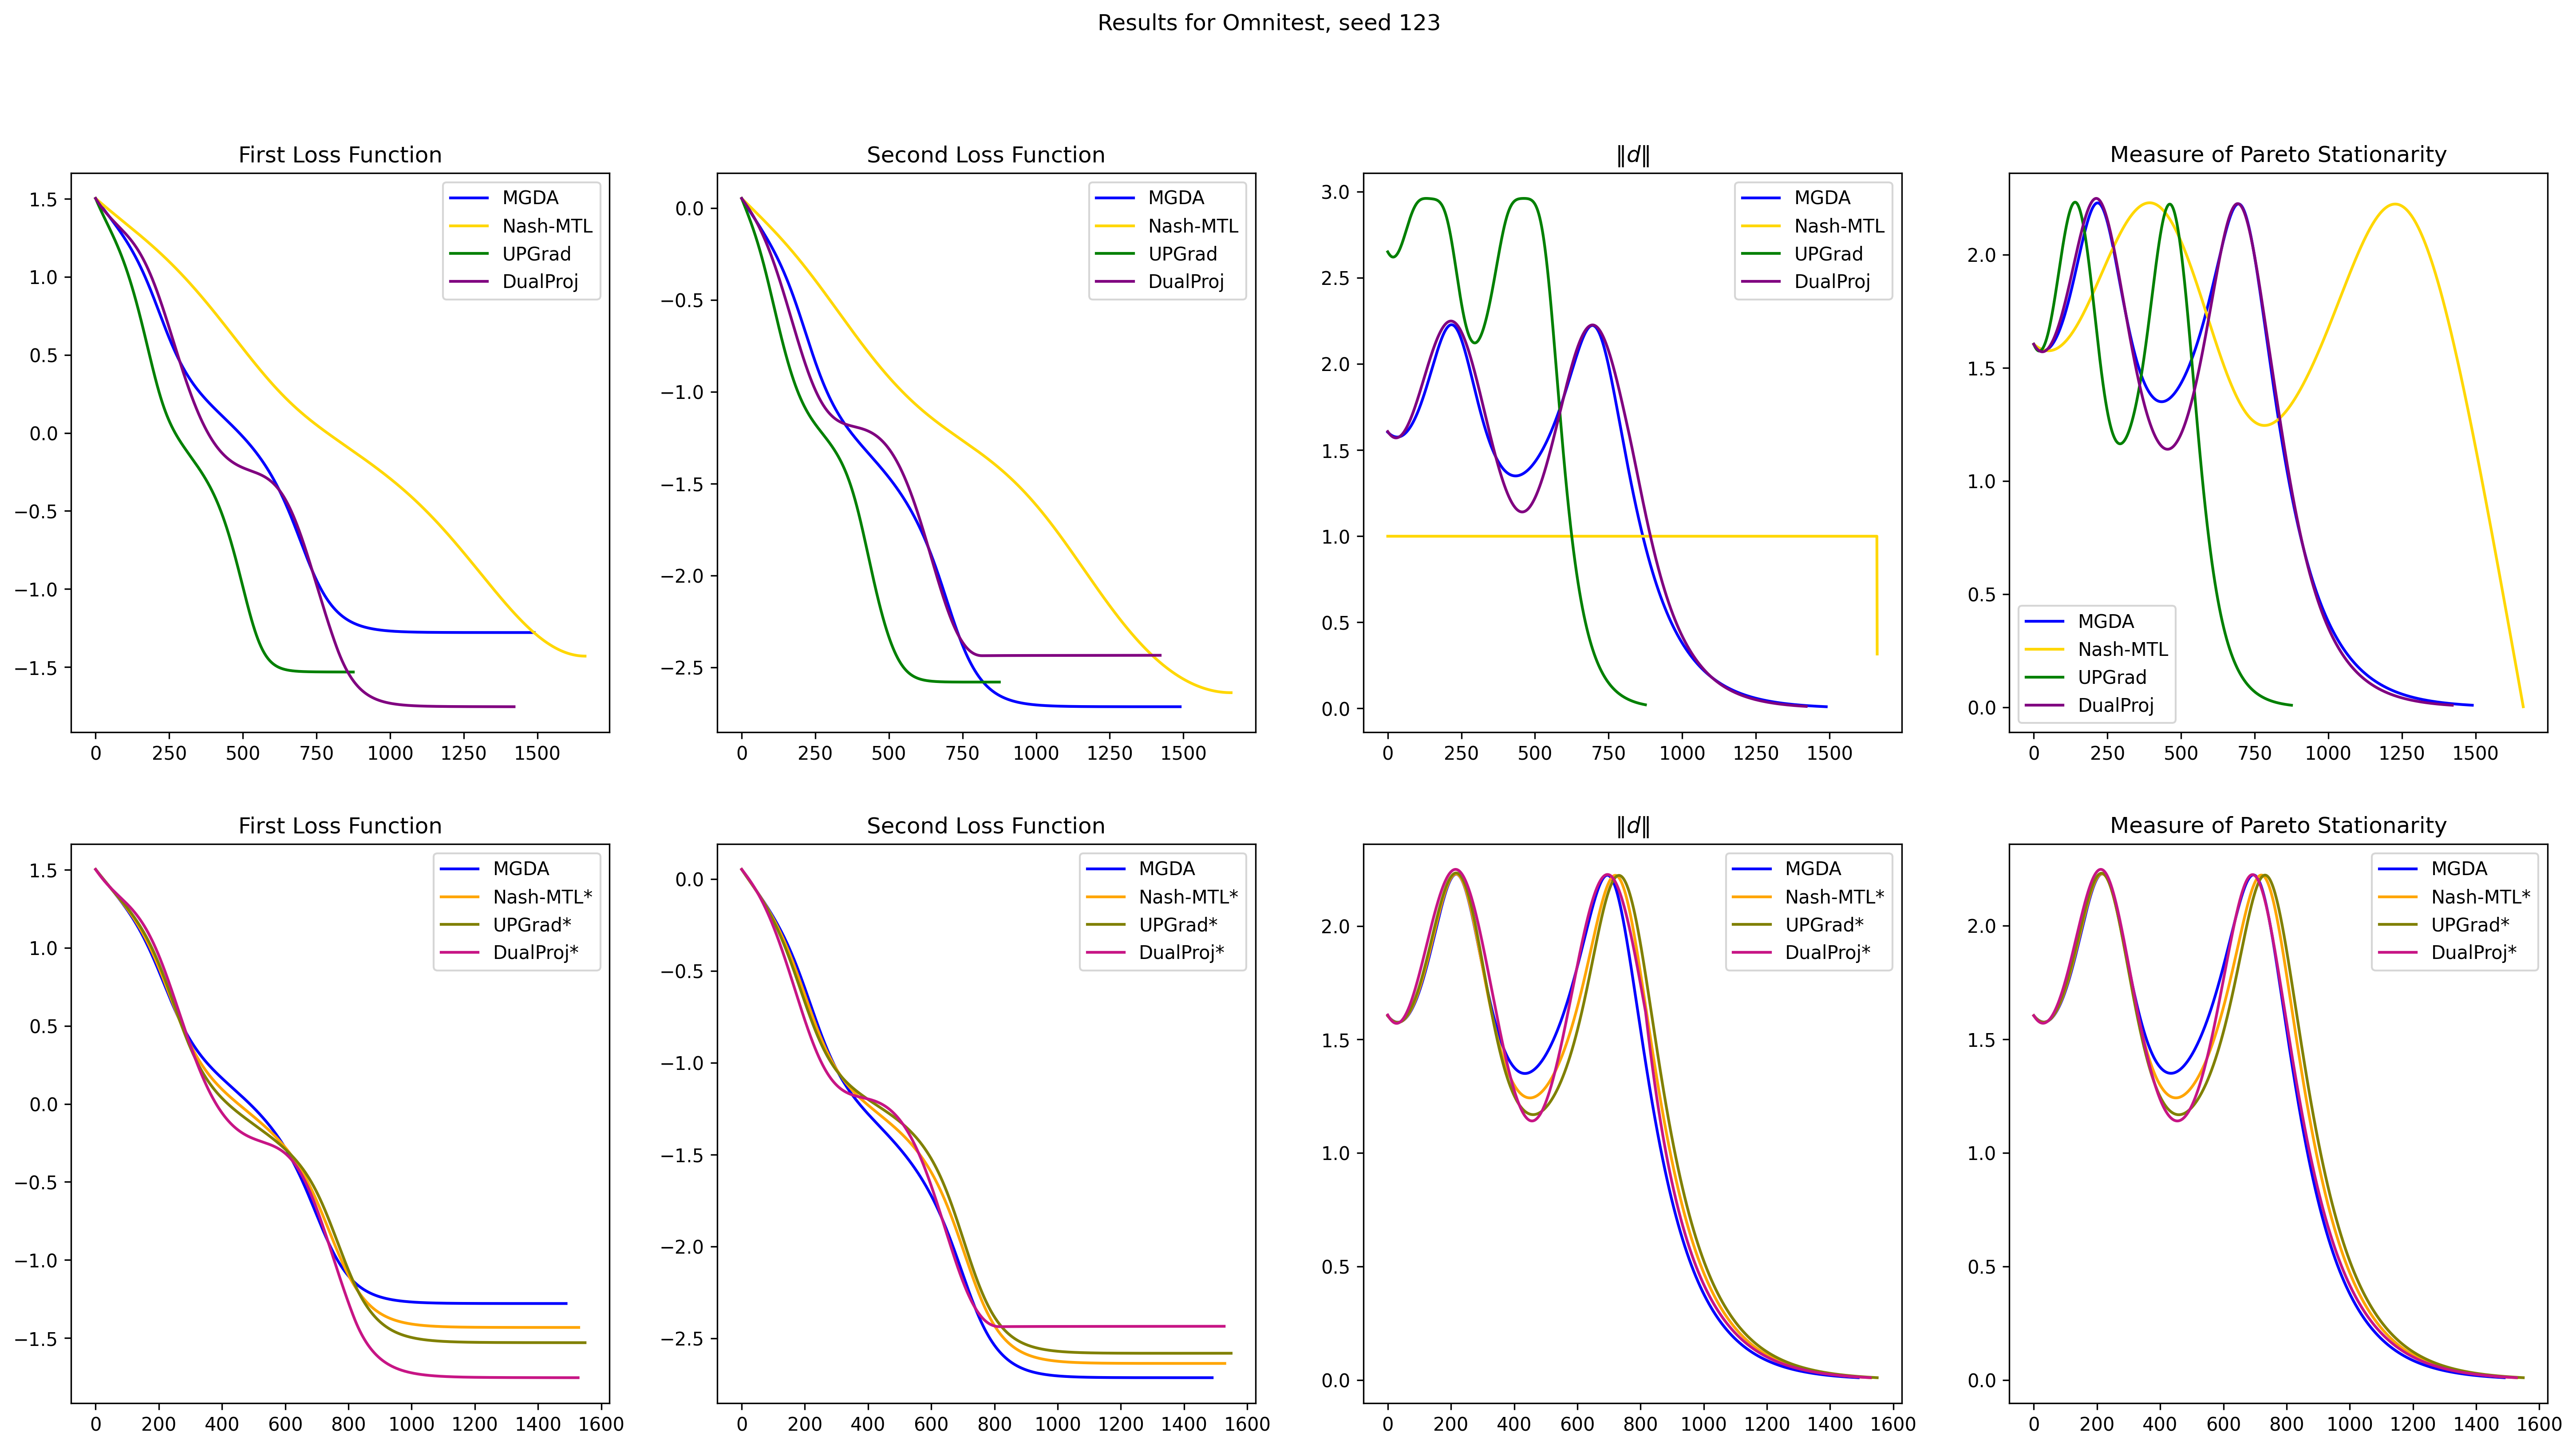 Results for Omnitest, seed 123
First Loss Function
1.5
1.0
0.5
0.0
−0.5
−1.0
−1.5
0 250 500 750 1000 1250 1500
MGDA
Nash-MTL
UPGrad
DualProj
Second Loss Function
0.0
−0.5
−1.0
−1.5
−2.0
−2.5
0 250 500 750 1000 1250 1500
MGDA
Nash-MTL
UPGrad
DualProj
‖d‖
3.0
2.5
2.0
1.5
1.0
0.5
0.0
0 250 500 750 1000 1250 1500
MGDA
Nash-MTL
UPGrad
DualProj
Measure of Pareto Stationarity
2.0
1.5
1.0
0.5
0.0
0 250 500 750 1000 1250 1500
MGDA
Nash-MTL
UPGrad
DualProj
First Loss Function
1.5
1.0
0.5
0.0
−0.5
−1.0
−1.5
0 200 400 600 800 1000 1200 1400 1600
MGDA
Nash-MTL*
UPGrad*
DualProj*
Second Loss Function
0.0
−0.5
−1.0
−1.5
−2.0
−2.5
0 200 400 600 800 1000 1200 1400 1600
MGDA
Nash-MTL*
UPGrad*
DualProj*
‖d‖
2.0
1.5
1.0
0.5
0.0
0 200 400 600 800 1000 1200 1400 1600
MGDA
Nash-MTL*
UPGrad*
DualProj*
Measure of Pareto Stationarity
2.0
1.5
1.0
0.5
0.0
0 200 400 600 800 1000 1200 1400 1600
MGDA
Nash-MTL*
UPGrad*
DualProj*